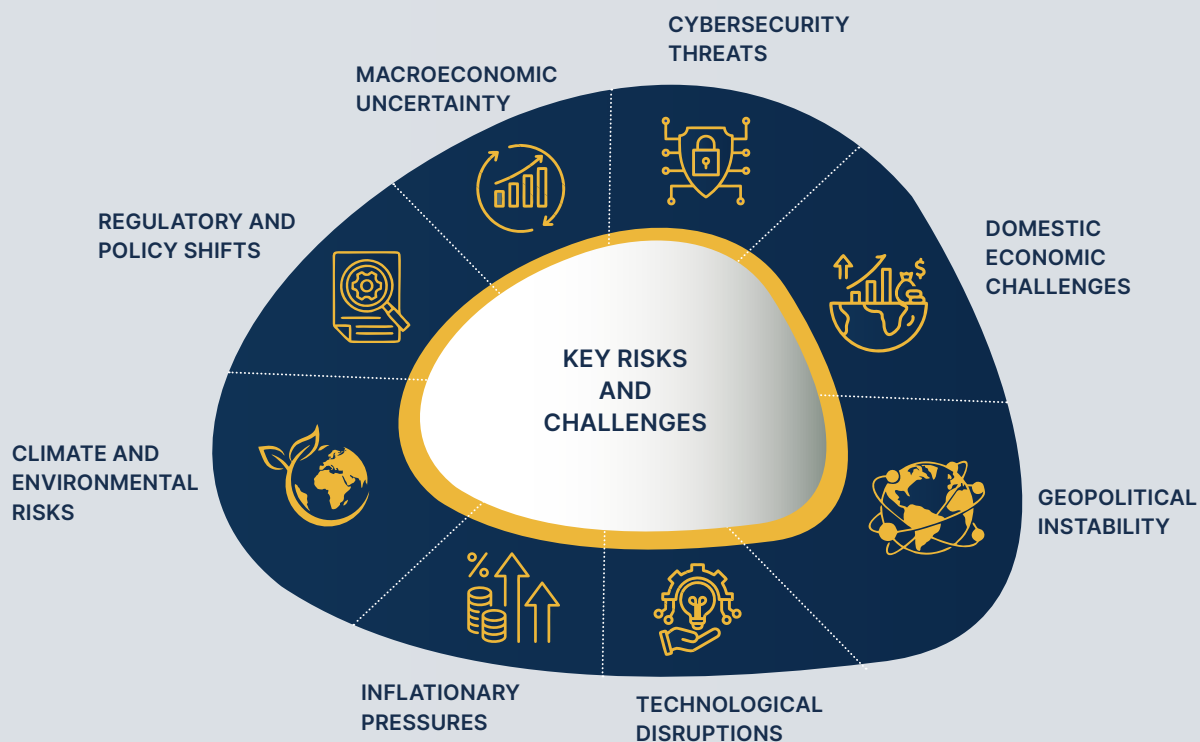 CYBERSECURITY
THREATS
MACROECONOMIC
UNCERTAINTY
REGULATORY AND
POLICY SHIFTS
DOMESTIC
ECONOMIC
CHALLENGES
KEY RISKS
AND
CHALLENGES
CLIMATE AND
ENVIRONMENTAL
RISKS
GEOPOLITICAL
INSTABILITY
INFLATIONARY
PRESSURES
TECHNOLOGICAL
DISRUPTIONS